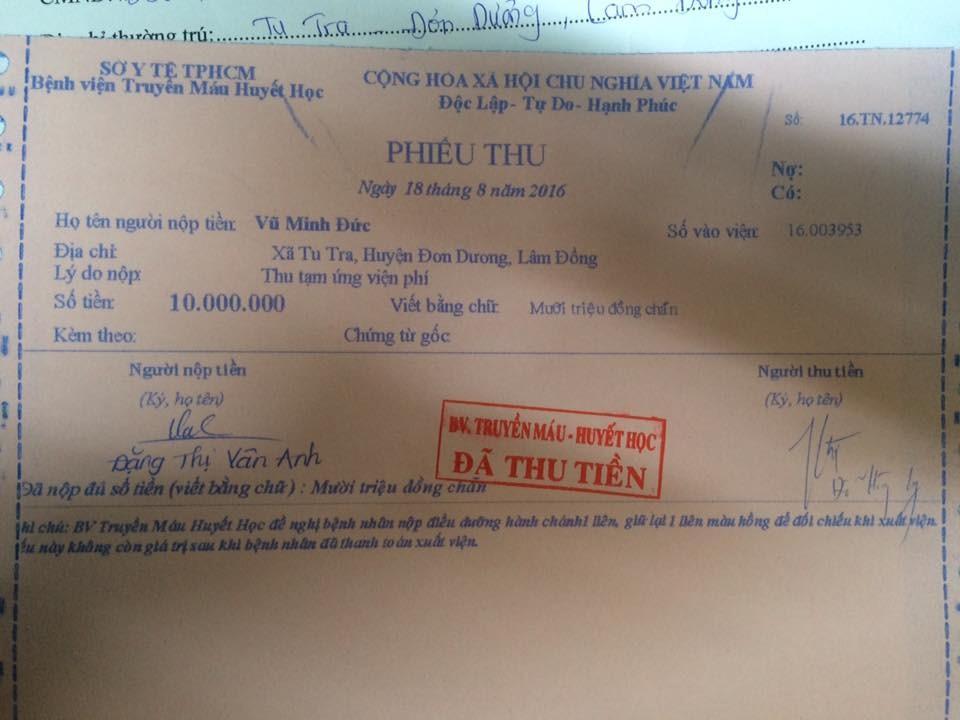 CMND:
thường trú: Tu Tra Đơn Dương, Lâm
SỞ Y TẾ TPHCM
Bệnh viện Truyền Máu Huyết Học
CỘNG HÒA XÃ HỘI CHU NGHĨA VIỆT NAM
Độc Lập- Tự Do- Hạnh Phúc
Số: 16.TN.12774
PHIẾU THU
Ngày 18 tháng 8 năm 2016
Nợ:
Có:
Họ tên người nộp tiền: Vũ Minh Đức
Số vào viện: 16.003953
Địa chỉ: Xã Tu Tra, Huyện Đơn Dương, Lâm Đồng
Lý do nộp: Thu tạm ứng viện phí
Số tiền: 10.000.000 Viết bằng chữ: Mười triệu đồng chẵn
Kèm theo: Chứng từ gốc
Người nộp tiền Người thu tiền
(Ký, họ tên) (Ký, họ tên)
Đặng Thị Vân Anh
BV. TRUYỀN MÁU - HUYẾT HỌC
ĐÃ THU TIỀN
Đã nộp đủ số tiền (viết bằng chữ) : Mười triệu đồng chẵn
hi chú: BV Truyền Máu Huyết Học đề nghị bệnh nhân nộp điều dưỡng hành chánh1 liên, giữ lại 1 liên màu hồng để đối chiếu khi xuất viện.
ếu này không còn giá trị sau khi bệnh nhân đã thanh toán xuất viện.